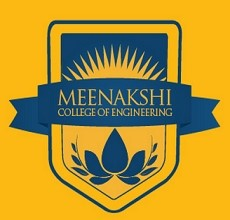 MEENAKSHI
COLLEGE OF ENGINEERING